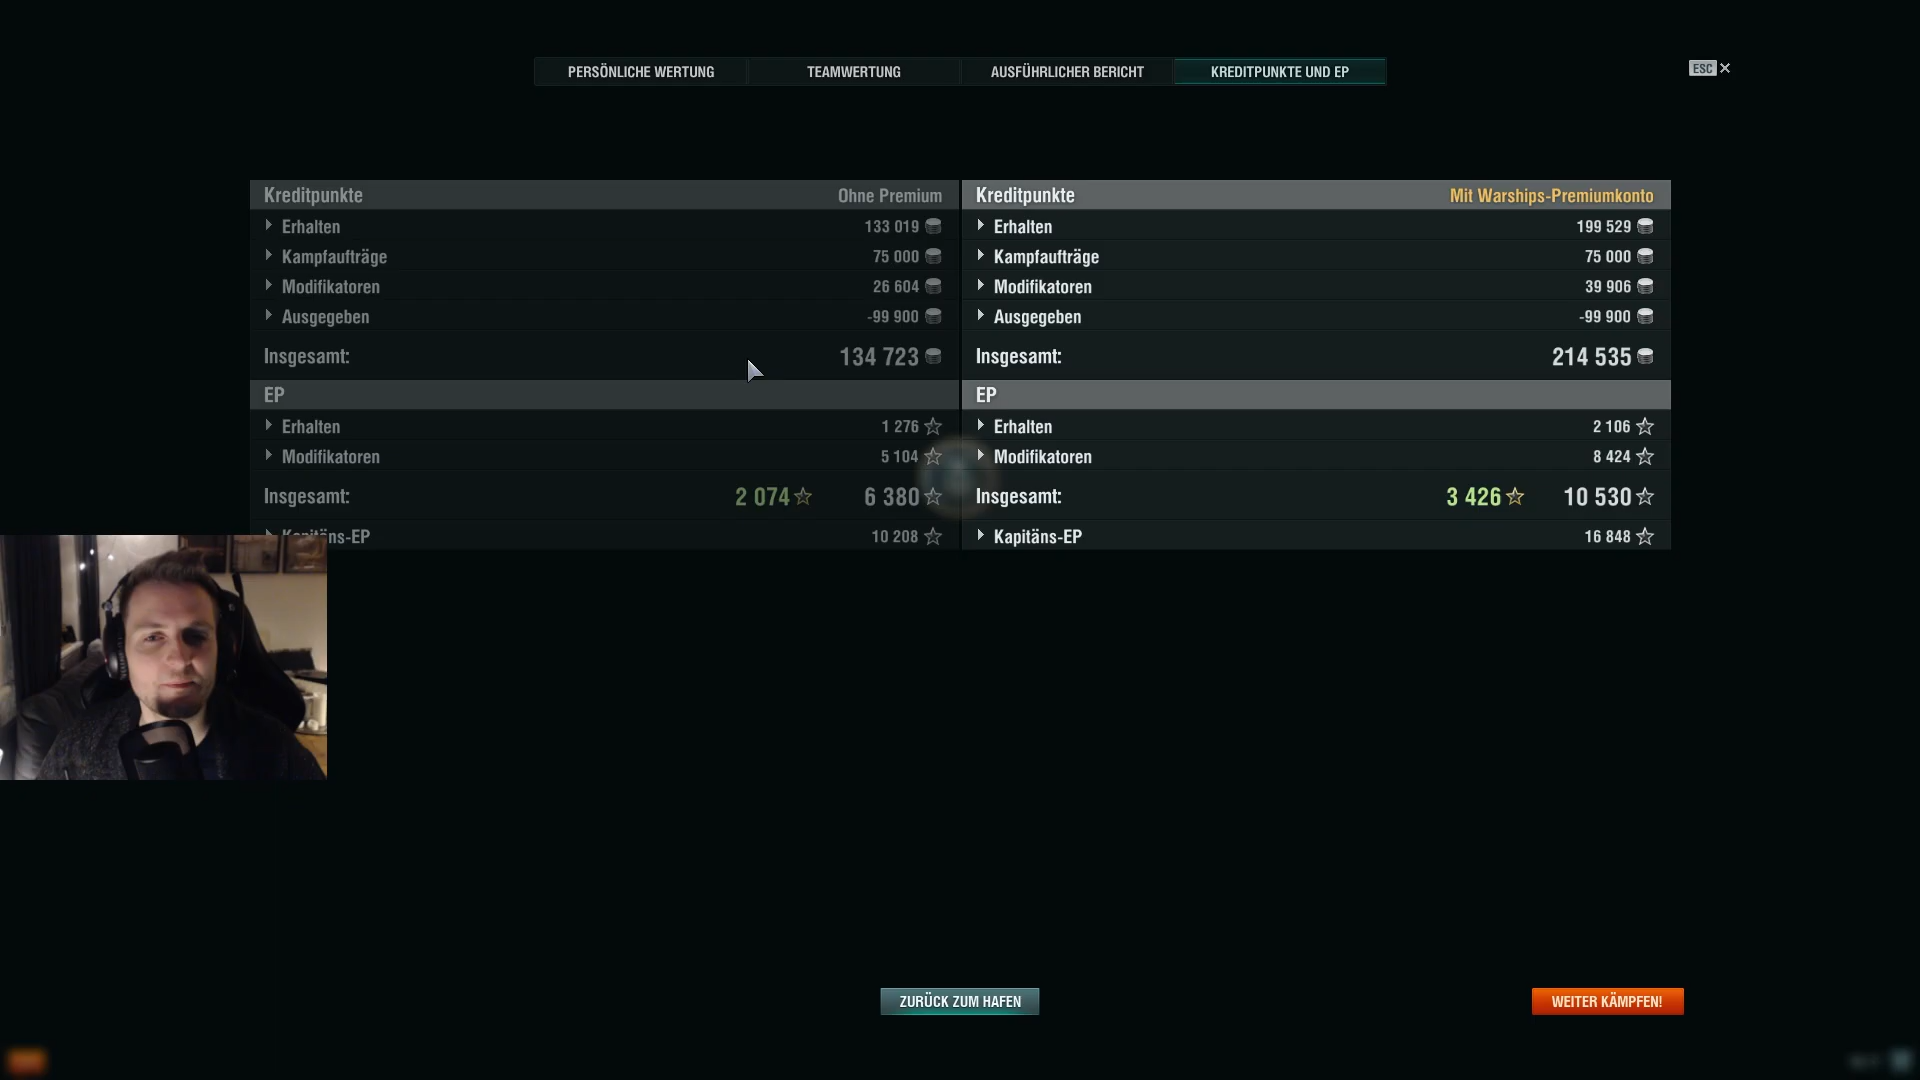 PERSÖNLICHE WERTUNG TEAMWERTUNG AUSFÜHRLICHER BERICHT KREDITPUNKTE UND EP ESC
Kreditpunkte Ohne Premium
Erhalten 133 019
Kampfaufträge 75 000
Modifikatoren 26 604
Ausgegeben -99 900
Insgesamt: 134 723
EP
Erhalten 1 276
Modifikatoren 5 104
Insgesamt: 2 074 6 380
Kapitäns-EP 10 208
Kreditpunkte Mit Warships-Premiumkonto
Erhalten 199 529
Kampfaufträge 75 000
Modifikatoren 39 906
Ausgegeben -99 900
Insgesamt: 214 535
EP
Erhalten 2 106
Modifikatoren 8 424
Insgesamt: 3 426 10 530
Kapitäns-EP 16 848
ZURÜCK ZUM HAFEN
WEITER KÄMPFEN!